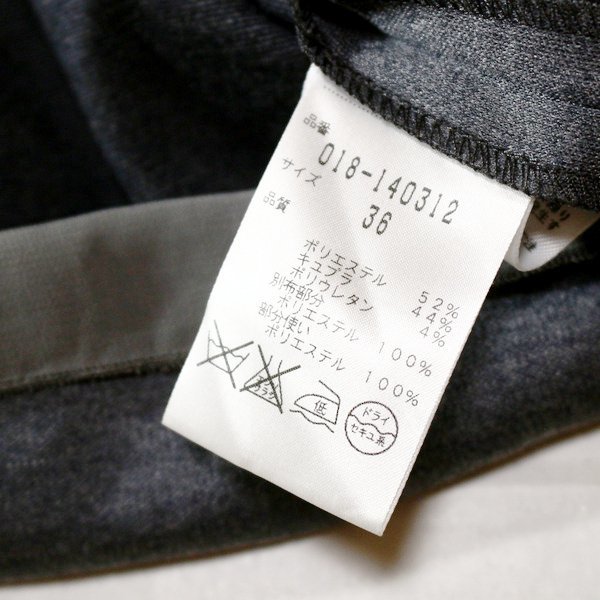 品番
018-140312
サイズ
36
品質
ポリエステル 52%
キュプラ 44%
ポリウレタン 4%
別布部分
ポリエステル 100%
部分使い
ポリエステル 100%
低
ドライ
セキユ系